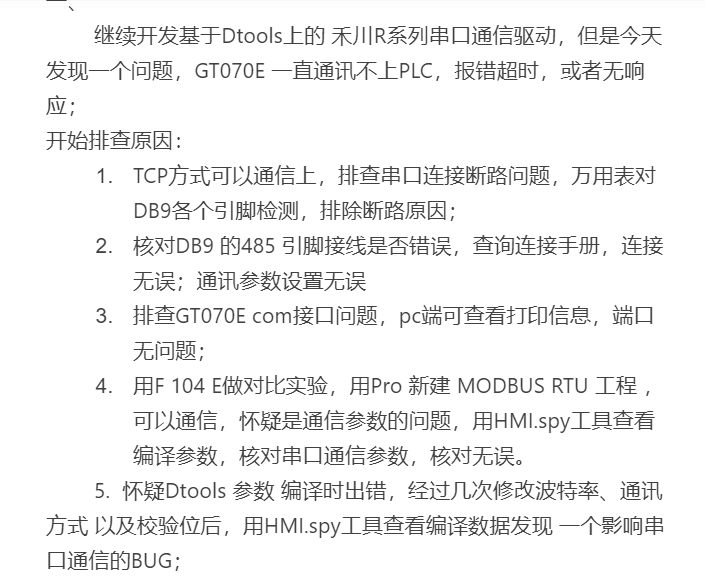 一、
继续开发基于Dtools上的 禾川R系列串口通信驱动，但是今天
发现一个问题，GT070E 一直通讯不上PLC，报错超时，或者无响
应；
开始排查原因：
1. TCP方式可以通信上，排查串口连接断路问题，万用表对
DB9各个引脚检测，排除断路原因；
2. 核对DB9 的485 引脚接线是否错误，查询连接手册，连接
无误；通讯参数设置无误
3. 排查GT070E com接口问题，pc端可查看打印信息，端口
无问题；
4. 用F 104 E做对比实验，用Pro 新建 MODBUS RTU 工程 ，
可以通信，怀疑是通信参数的问题，用HMI.spy工具查看
编译参数，核对串口通信参数，核对无误。
5. 怀疑Dtools 参数 编译时出错，经过几次修改波特率、通讯
方式 以及校验位后，用HMI.spy工具查看编译数据发现 一个影响串
口通信的BUG；